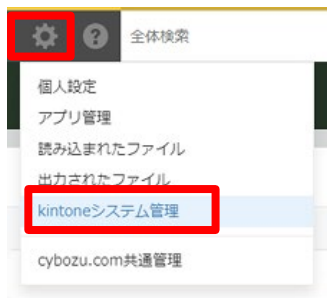 ? 全体検索
個人設定
アプリ管理
読み込まれたファイル
出力されたファイル
kintoneシステム管理
cybozu.com共通管理